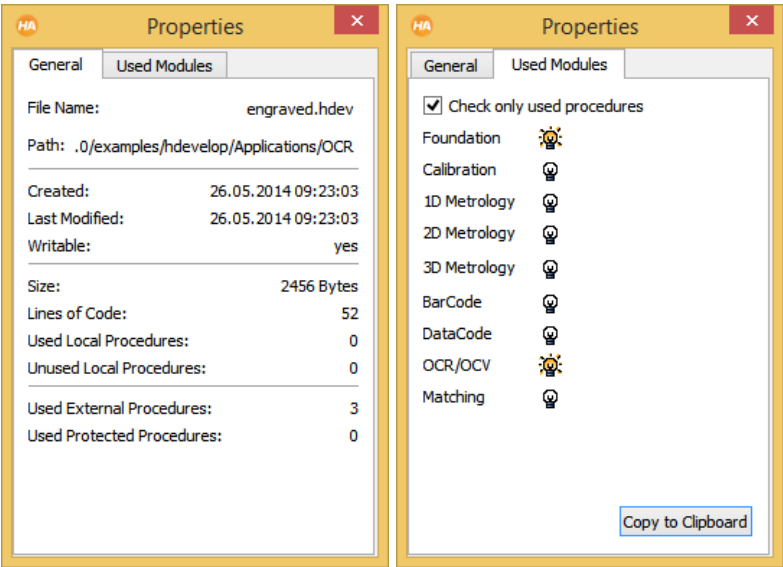 HA Properties
General Used Modules
File Name: engraved.hdev
Path: .0/examples/hdevelop/Applications/OCR
Created: 26.05.2014 09:23:03
Last Modified: 26.05.2014 09:23:03
Writable: yes
Size: 2456 Bytes
Lines of Code: 52
Used Local Procedures: 0
Unused Local Procedures: 0
Used External Procedures: 3
Used Protected Procedures: 0
HA Properties
General Used Modules
Check only used procedures
Foundation
Calibration
1D Metrology
2D Metrology
3D Metrology
BarCode
DataCode
OCR/OCV
Matching
Copy to Clipboard